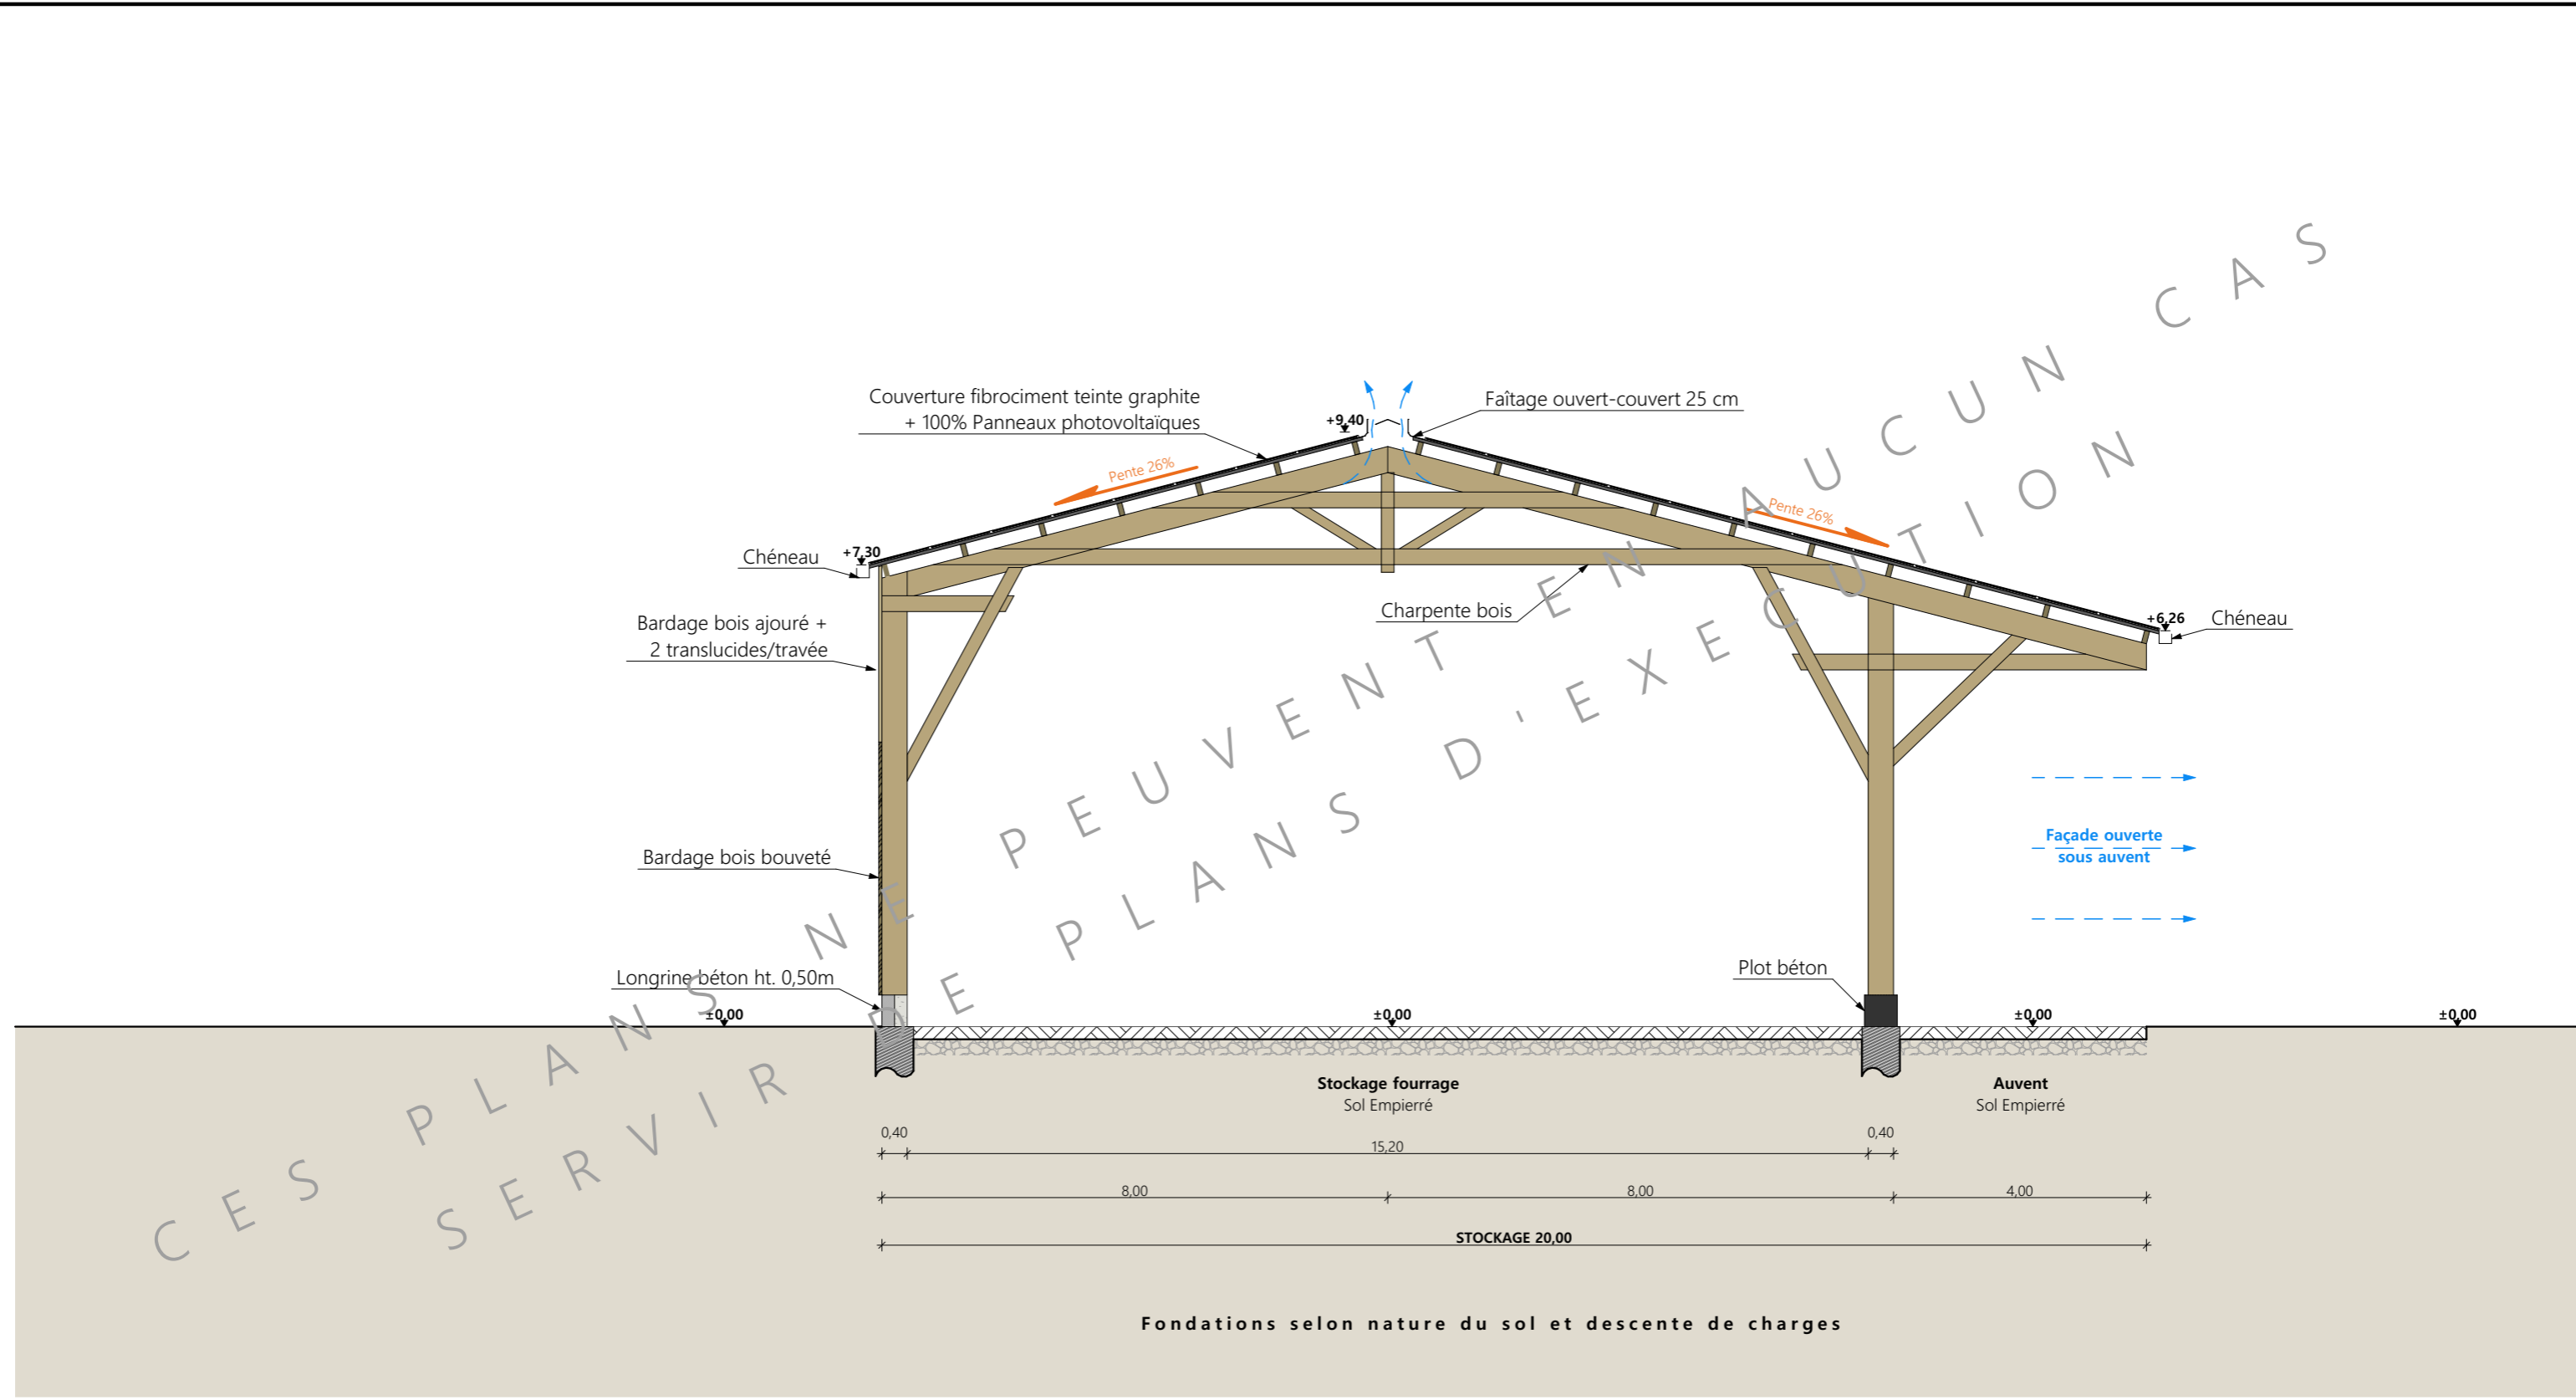 Couverture fibrociment teinte graphite
+ 100% Panneaux photovoltaïques
Faîtage ouvert-couvert 25 cm
+9,40
Pente 26%
Pente 26%
Chéneau
+7,30
Charpente bois
+6,26
Chéneau
Bardage bois ajouré +
2 translucides/travée
Façade ouverte
sous auvent
Bardage bois bouveté
Longrine béton ht. 0,50m
Plot béton
±0,00
±0,00
±0,00
±0,00
Stockage fourrage
Sol Empierré
Auvent
Sol Empierré
0,40
15,20
0,40
8,00
8,00
4,00
STOCKAGE 20,00
Fondations selon nature du sol et descente de charges
CES PLANS NE PEUVENT EN AUCUN CAS
SERVIR DE PLANS D'EXECUTION